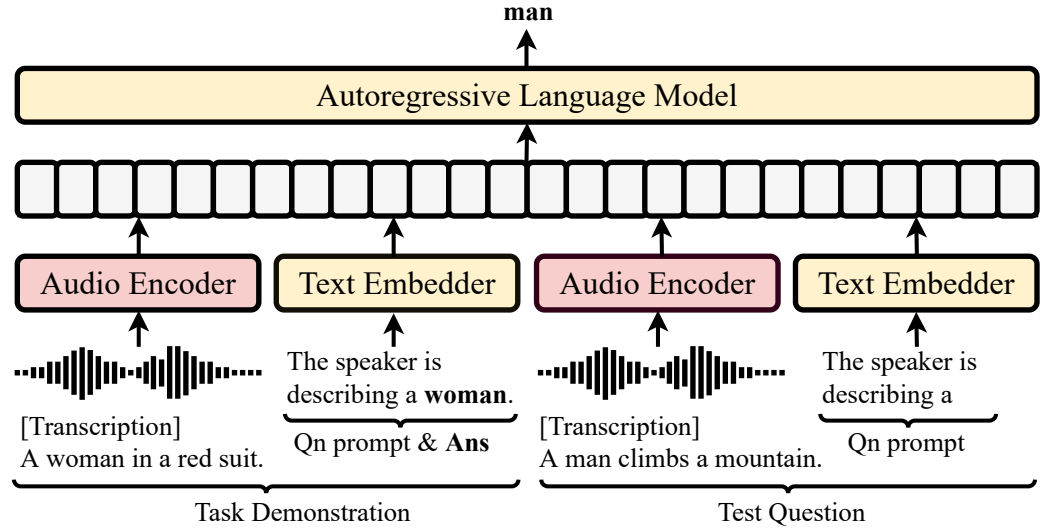 man
Autoregressive Language Model
Audio Encoder
Text Embedder
Audio Encoder
Text Embedder
The speaker is
describing a woman.
Qn prompt & Ans
The speaker is
describing a
Qn prompt
[Transcription]
A woman in a red suit.
[Transcription]
A man climbs a mountain.
Task Demonstration
Test Question